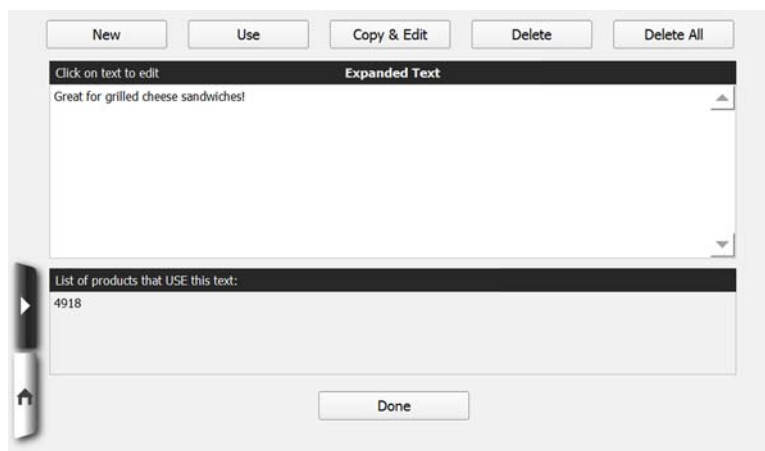 New Use Copy & Edit Delete Delete All
Click on text to edit Expanded Text
Great for grilled cheese sandwiches!
List of products that USE this text:
4918
Done